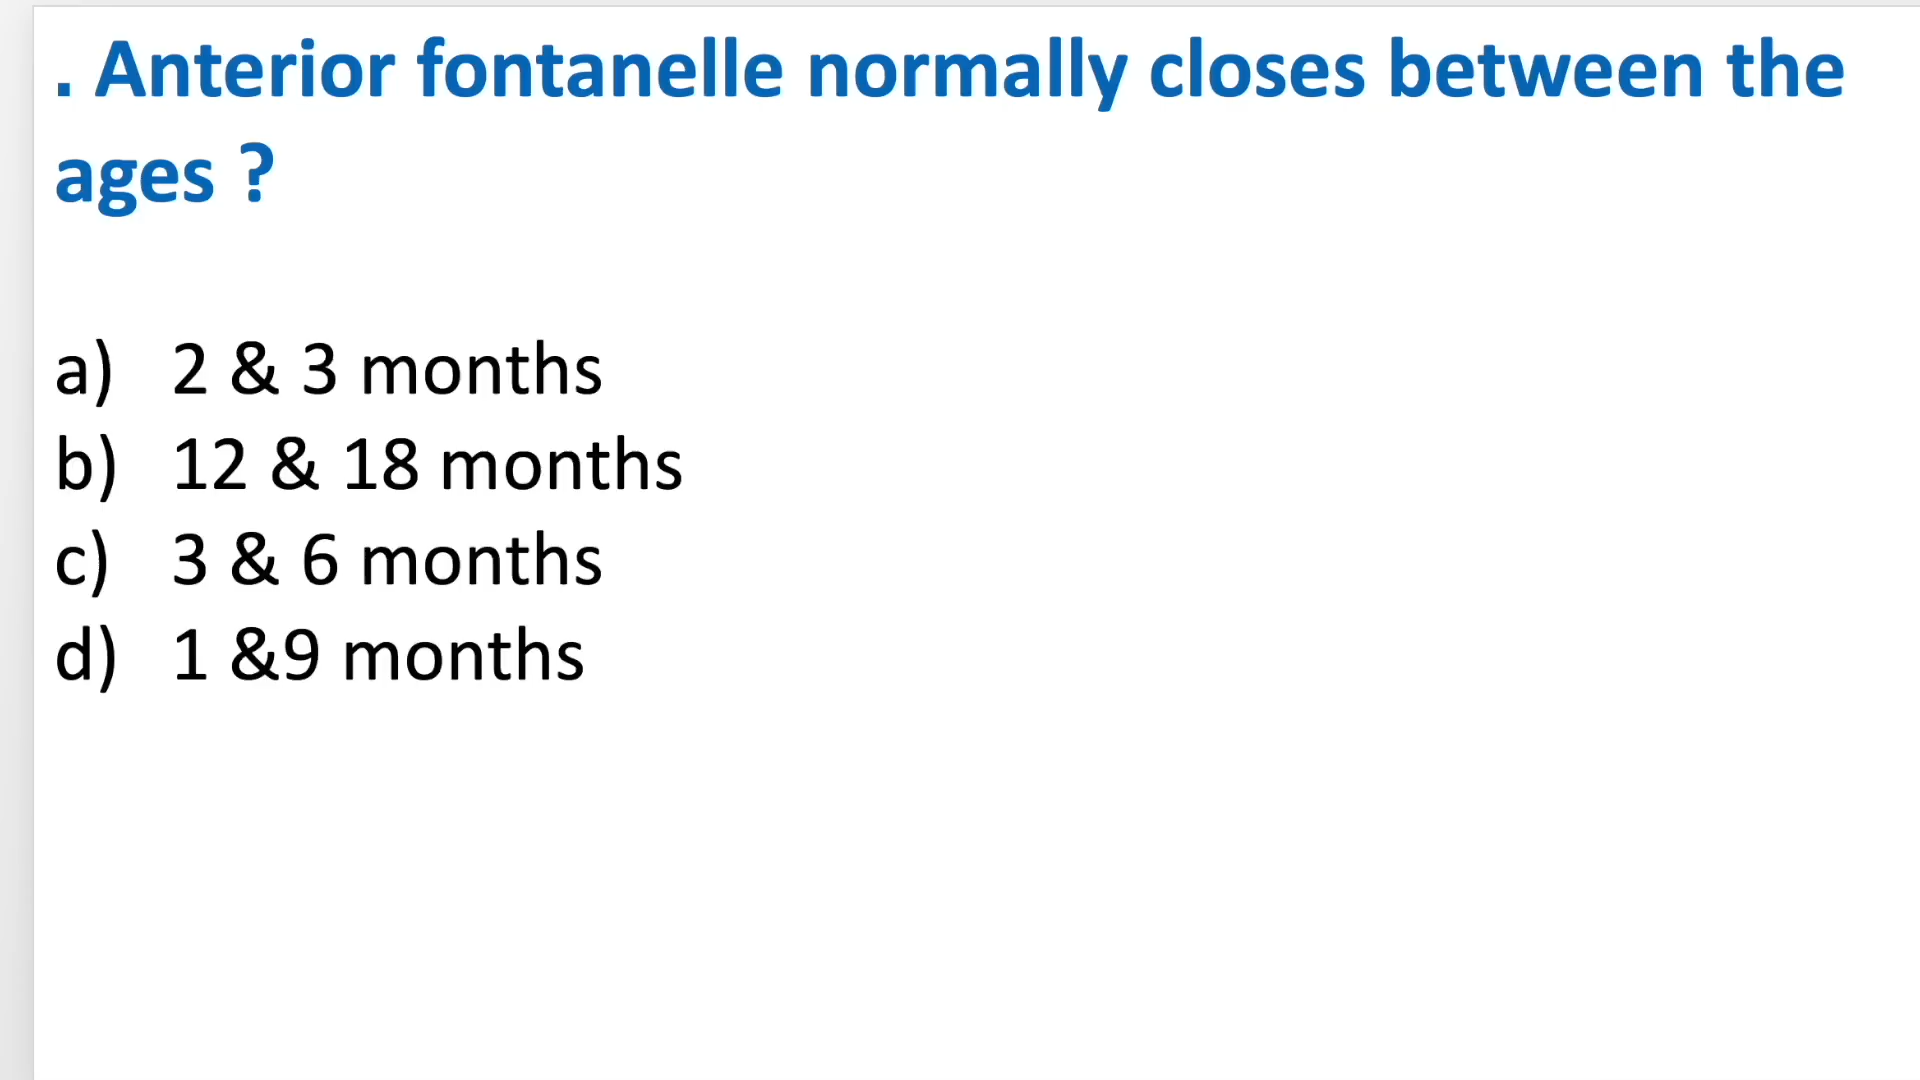 . Anterior fontanelle normally closes between the
ages ?
a) 2 & 3 months
b) 12 & 18 months
c) 3 & 6 months
d) 1 &9 months